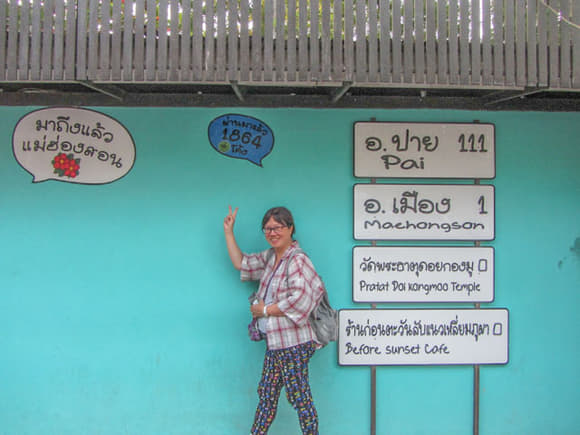 มาถึงแล้ว
แม่ฮ่องสอน
ผ่านมาแล้ว
1864
โค้ง
อ.ปาย 111
Pai
อ.เมือง 1
Maehongson
วัดพระธาตุดอยกองมู
Pratat Doi Kongmoo Temple
ร้านก่อนตะวันลับแนวเหลี่ยมภูผา
Before sunset Cafe